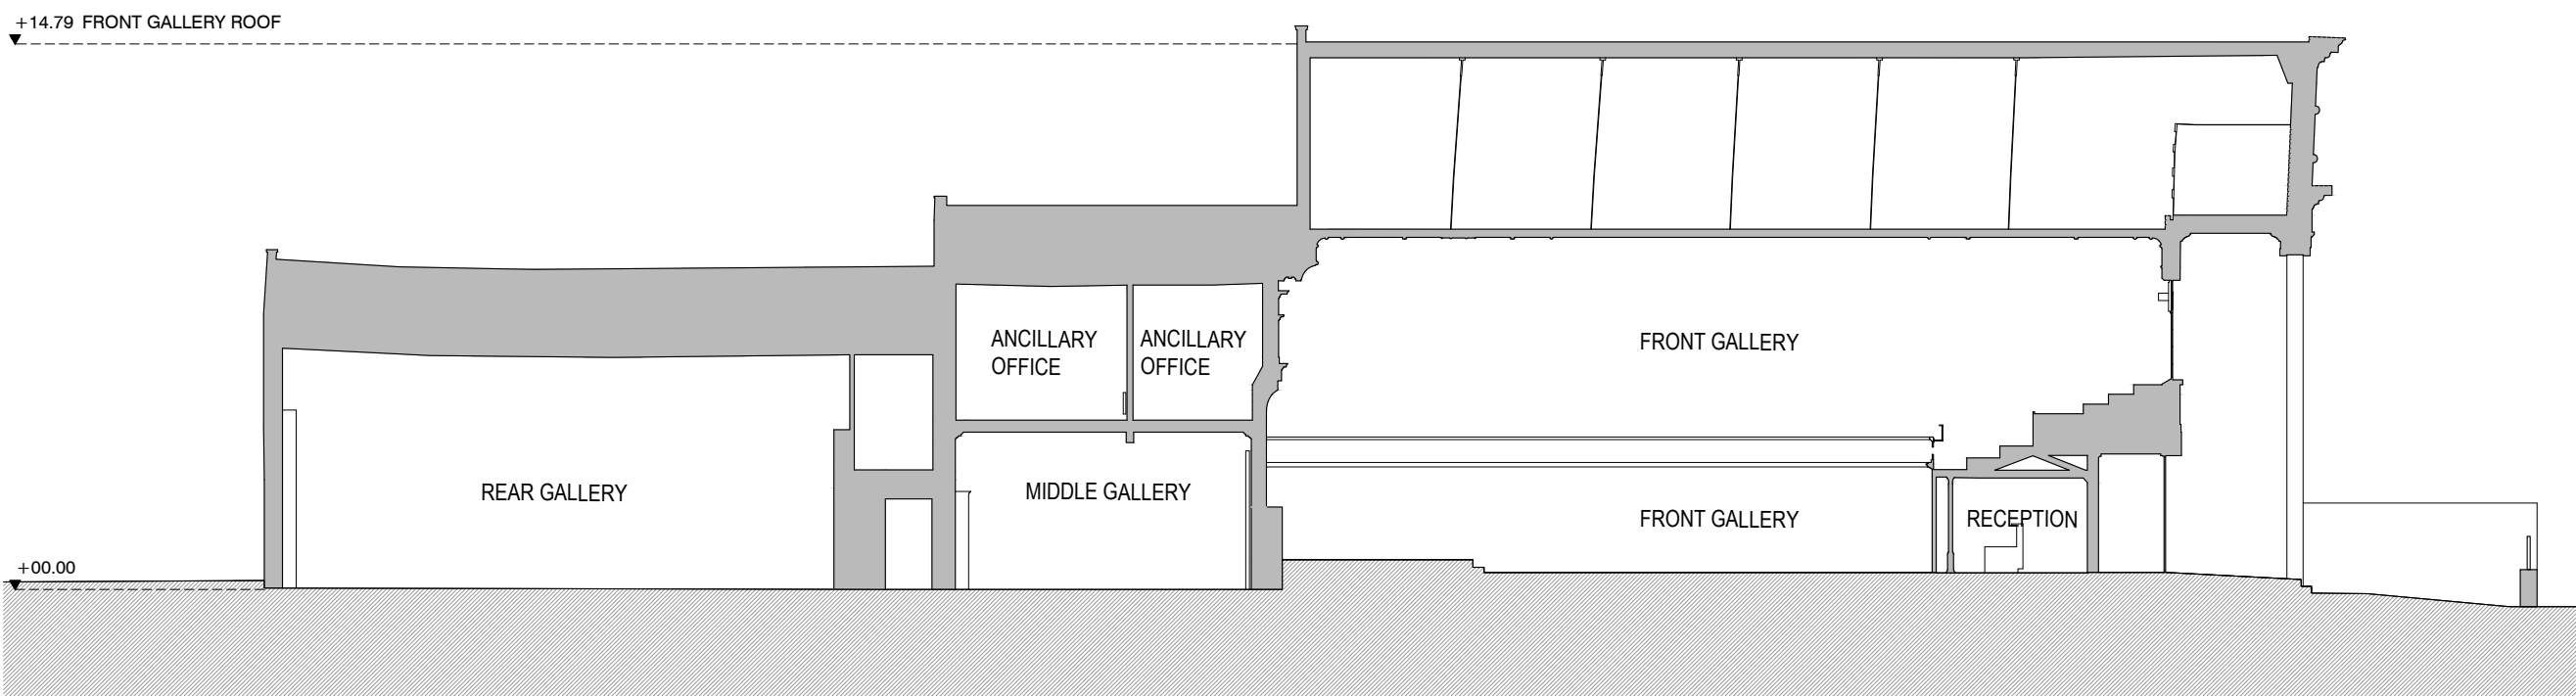 +14.79 FRONT GALLERY ROOF
ANCILLARY
OFFICE
ANCILLARY
OFFICE
FRONT GALLERY
REAR GALLERY
MIDDLE GALLERY
FRONT GALLERY
RECEPTION
+00.00